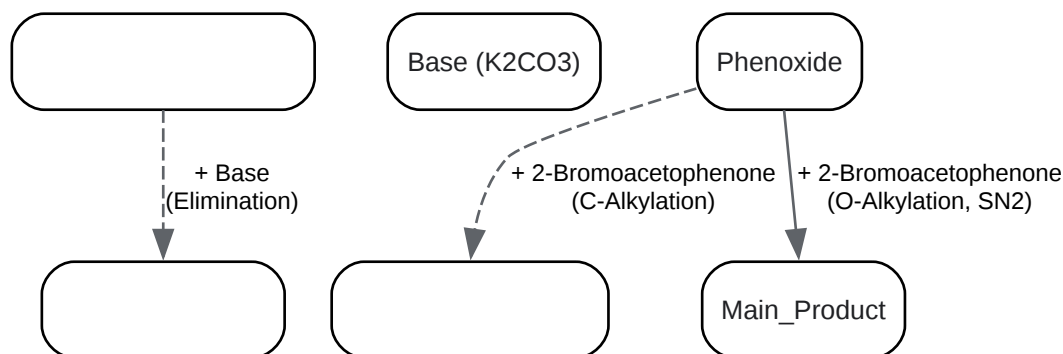 Base (K2CO3)
Phenoxide
+ Base
(Elimination)
+ 2-Bromoacetophenone
(C-Alkylation)
+ 2-Bromoacetophenone
(O-Alkylation, SN2)
Main_Product